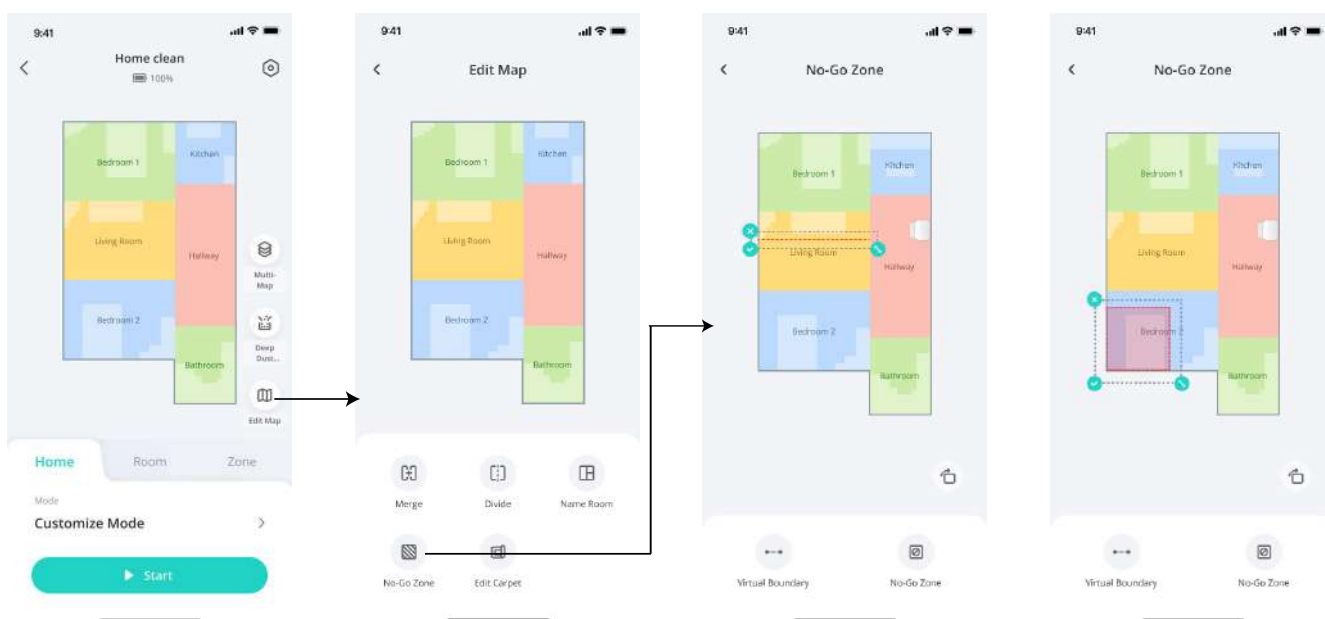 9:41
Home clean
100%
Bedroom 1
Kitchen
Living Room
Hallway
Bedroom 2
Bathroom
Multi-
Map
Deep
Dust...
Edit Map
Home
Room
Zone
Mode
Customize Mode
Start
9:41
Edit Map
Bedroom 1
Kitchen
Living Room
Hallway
Bedroom 2
Bathroom
Merge
Divide
Name Room
No-Go Zone
Edit Carpet
9:41
No-Go Zone
Bedroom 1
Kitchen
Living Room
Hallway
Bedroom 2
Bathroom
Virtual Boundary
No-Go Zone
9:41
No-Go Zone
Bedroom 1
Kitchen
Living Room
Hallway
Bedroom 2
Bathroom
Virtual Boundary
No-Go Zone